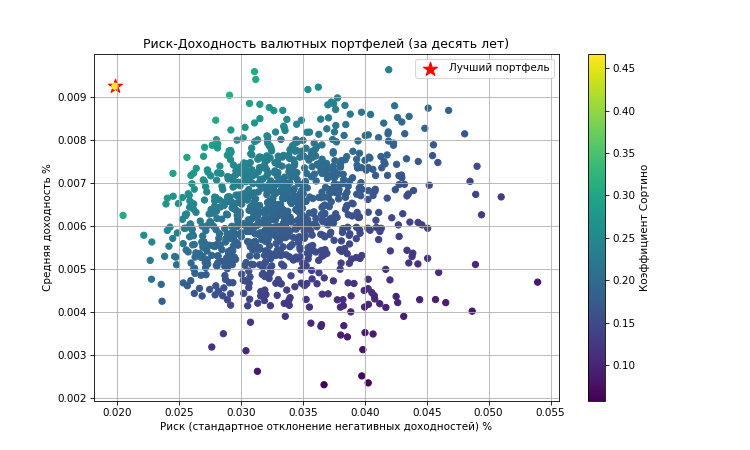 Риск-Доходность валютных портфелей (за десять лет)
Лучший портфель
Средняя доходность %
0.009
0.008
0.007
0.006
0.005
0.004
0.003
0.002
0.020 0.025 0.030 0.035 0.040 0.045 0.050 0.055
Риск (стандартное отклонение негативных доходностей) %
0.45
0.40
0.35
0.30
0.25
0.20
0.15
0.10
Коэффициент Сортино